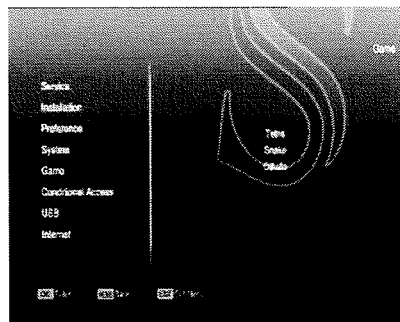 Game
Service
Installation
Preference
System
Game
Conditional Access
USB
Internet
Tetris
Snake
Othello